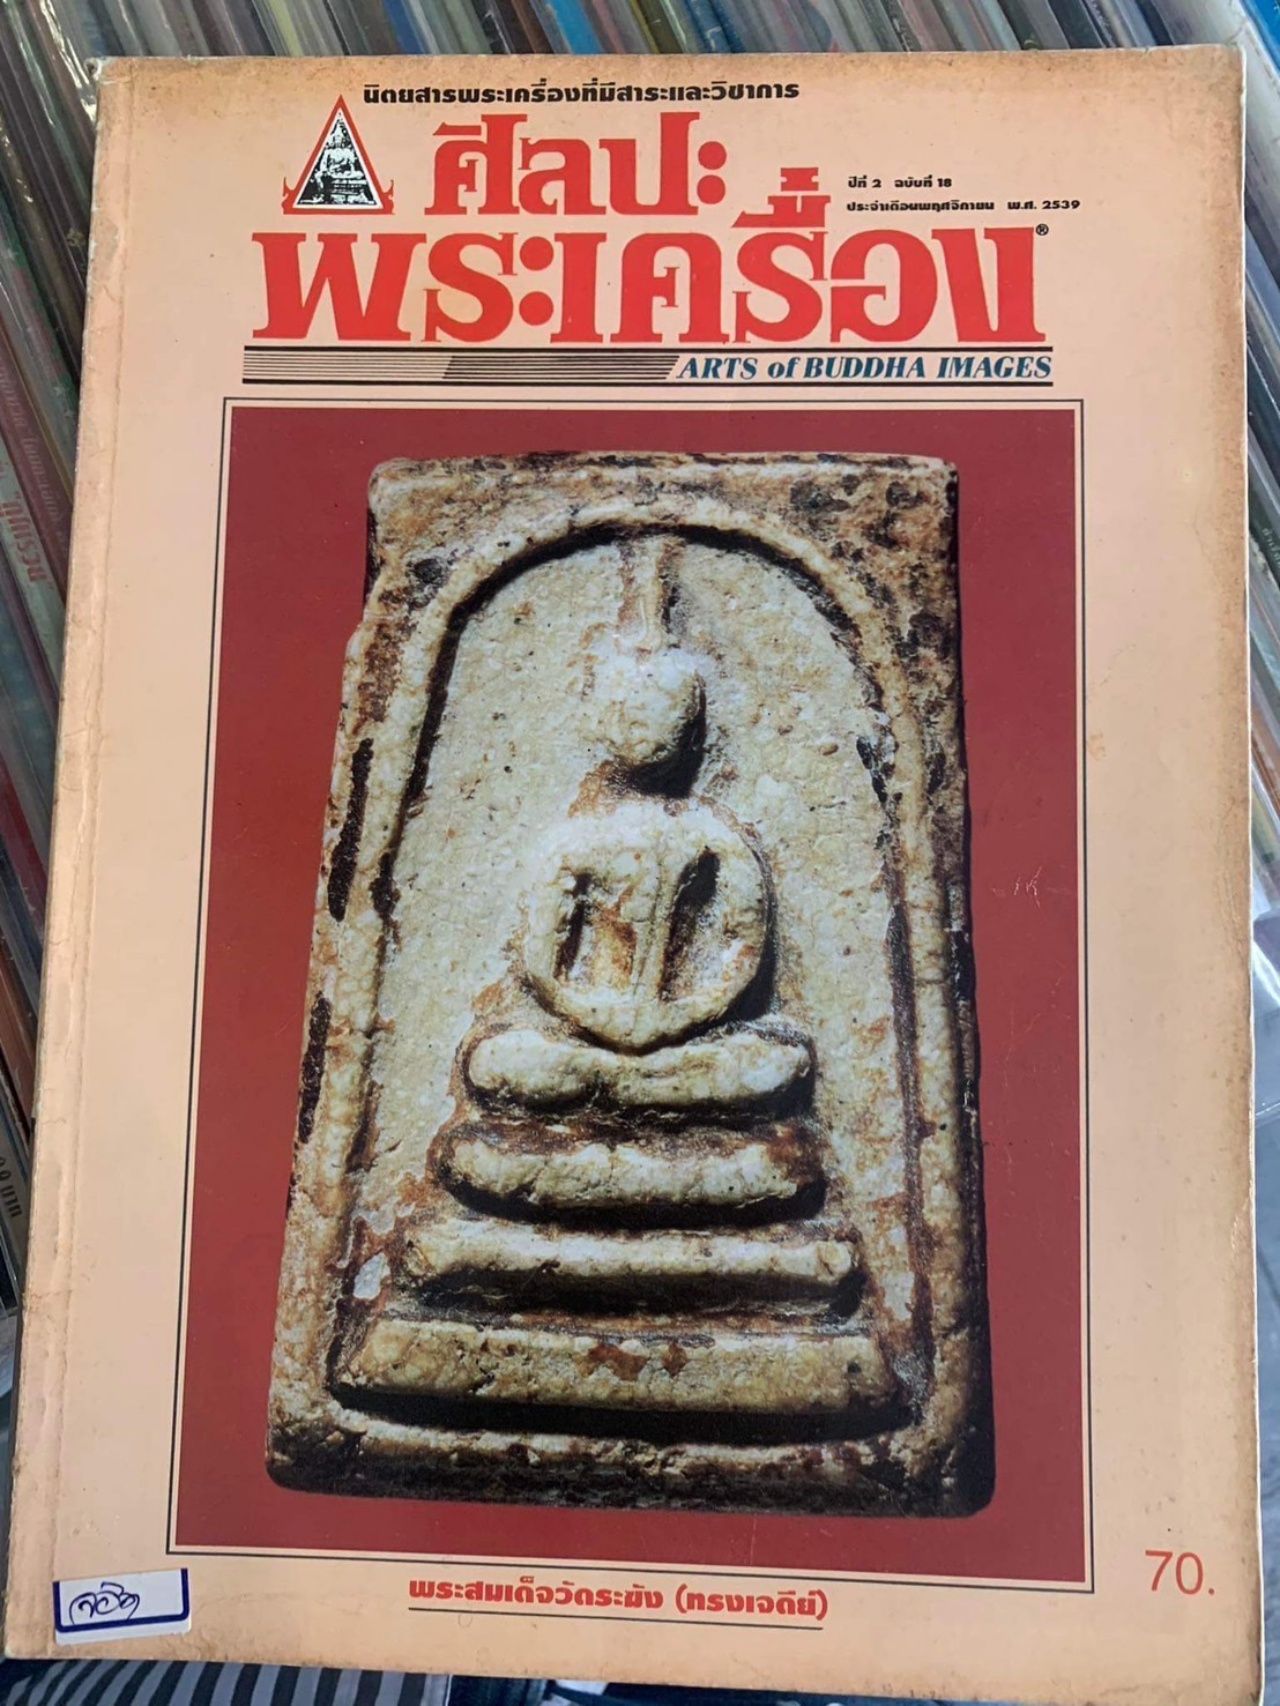 นิตยสารพระเครื่องที่มีสาระและวิชาการ
ศิลปะ
พระเครื่อง®
ปีที่ 2 ฉบับที่ 18
ประจำเดือนพฤศจิกายน พ.ศ. 2539
ARTS of BUDDHA IMAGES
70.
พระสมเด็จวัดระฆัง (ทรงเจดีย์)